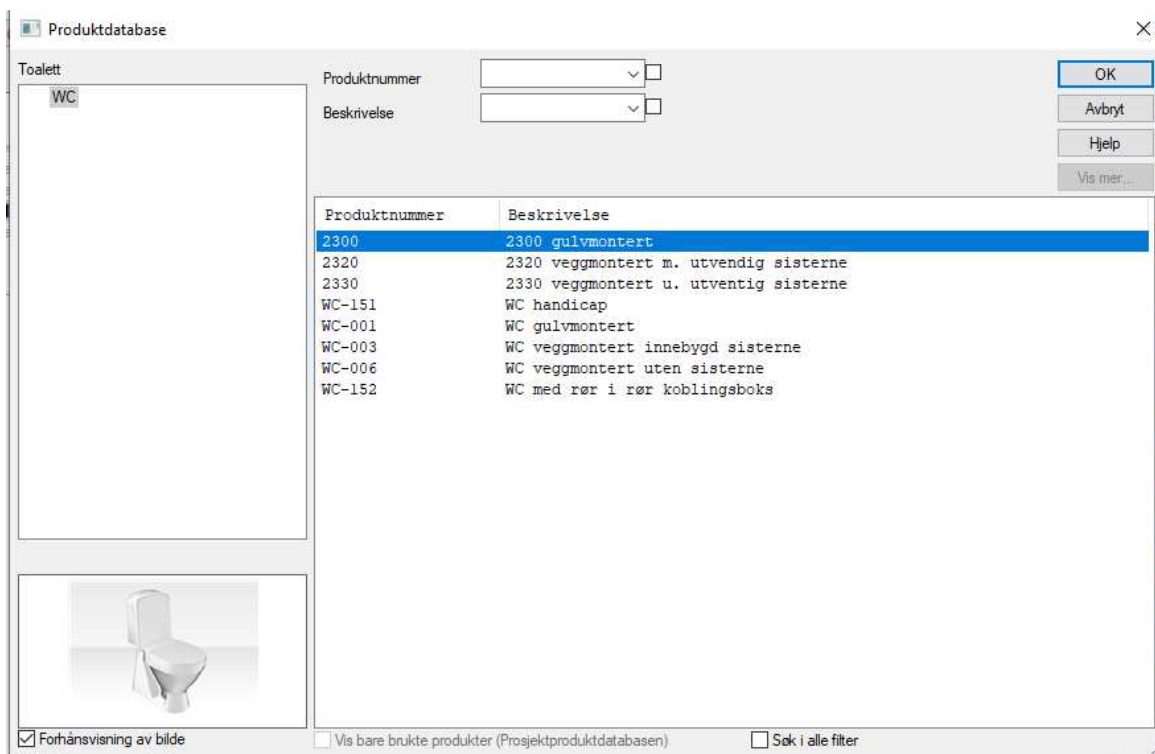 Produktdatabase
Toalett
WC
Produktnummer
Beskrivelse
OK
Avbryt
Hjelp
Vis mer...
Produktnummer Beskrivelse
2300 2300 gulvmontert
2320 2320 veggmontert m. utvendig sisterne
2330 2330 veggmontert u. utventig sisterne
WC-151 WC handicap
WC-001 WC gulvmontert
WC-003 WC veggmontert innebygd sisterne
WC-006 WC veggmontert uten sisterne
WC-152 WC med rør i rør koblingsboks
Forhånsvisning av bilde
Vis bare brukte produkter (Prosjektproduktdatabasen)
Søk i alle filter